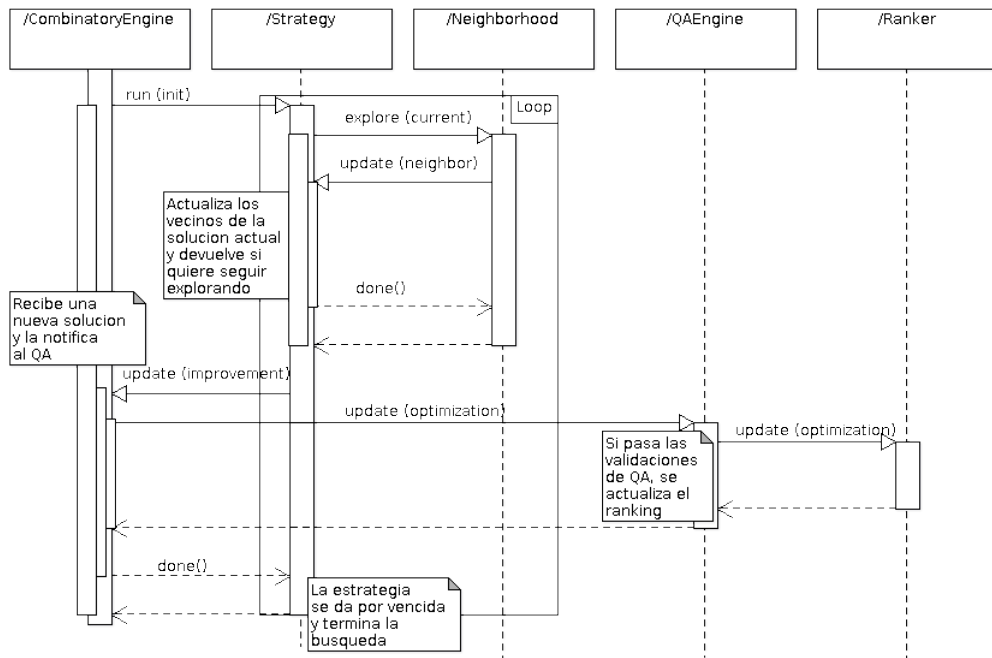 /CombinatoryEngine
/Strategy
/Neighborhood
/QAEngine
/Ranker
run (init)
Loop
explore (current)
update (neighbor)
Actualiza los
vecinos de la
solucion actual
y devuelve si
quiere seguir
explorando
done()
Recibe una
nueva solucion
y la notifica
al QA
update (improvement)
update (optimization)
update (optimization)
Si pasa las
validaciones
de QA, se
actualiza el
ranking
done()
La estrategia
se da por vencida
y termina la
busqueda